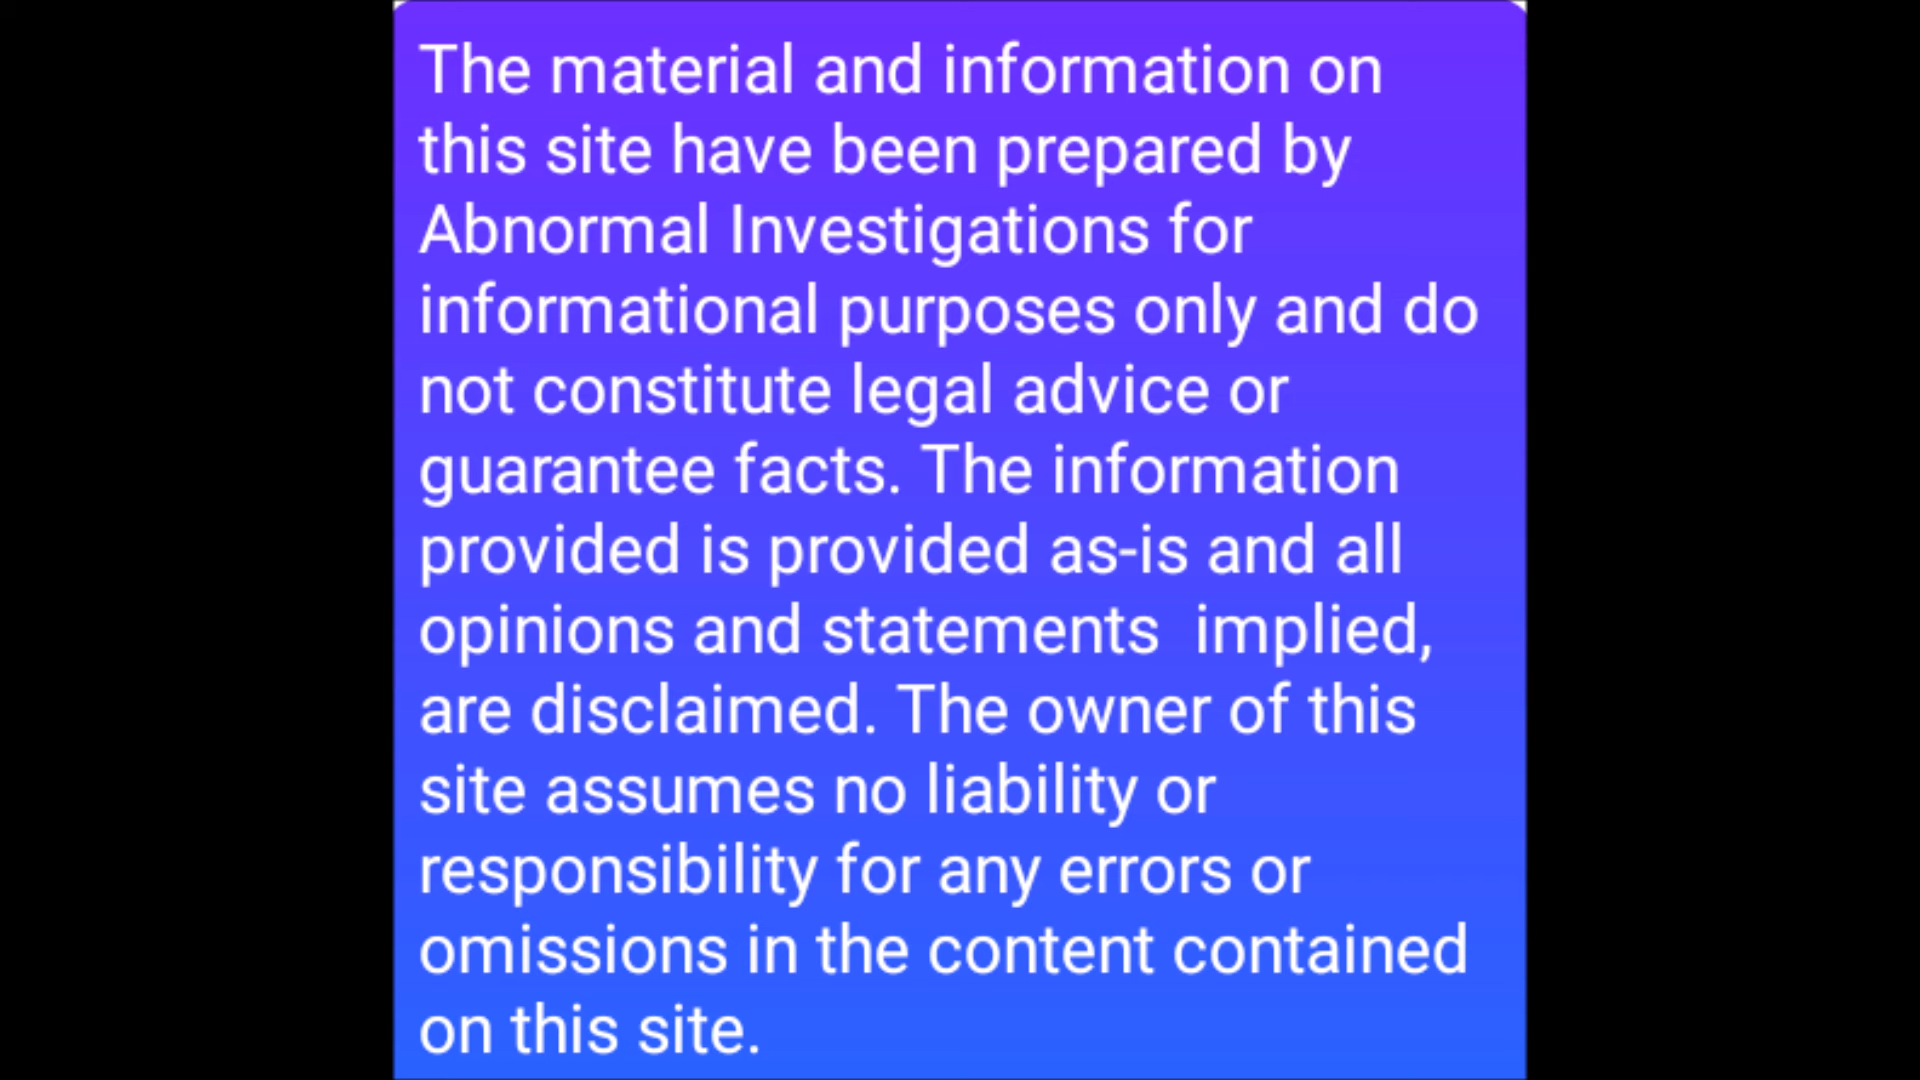 The material and information on
this site have been prepared by
Abnormal Investigations for
informational purposes only and do
not constitute legal advice or
guarantee facts. The information
provided is provided as-is and all
opinions and statements  implied,
are disclaimed. The owner of this
site assumes no liability or
responsibility for any errors or
omissions in the content contained
on this site.